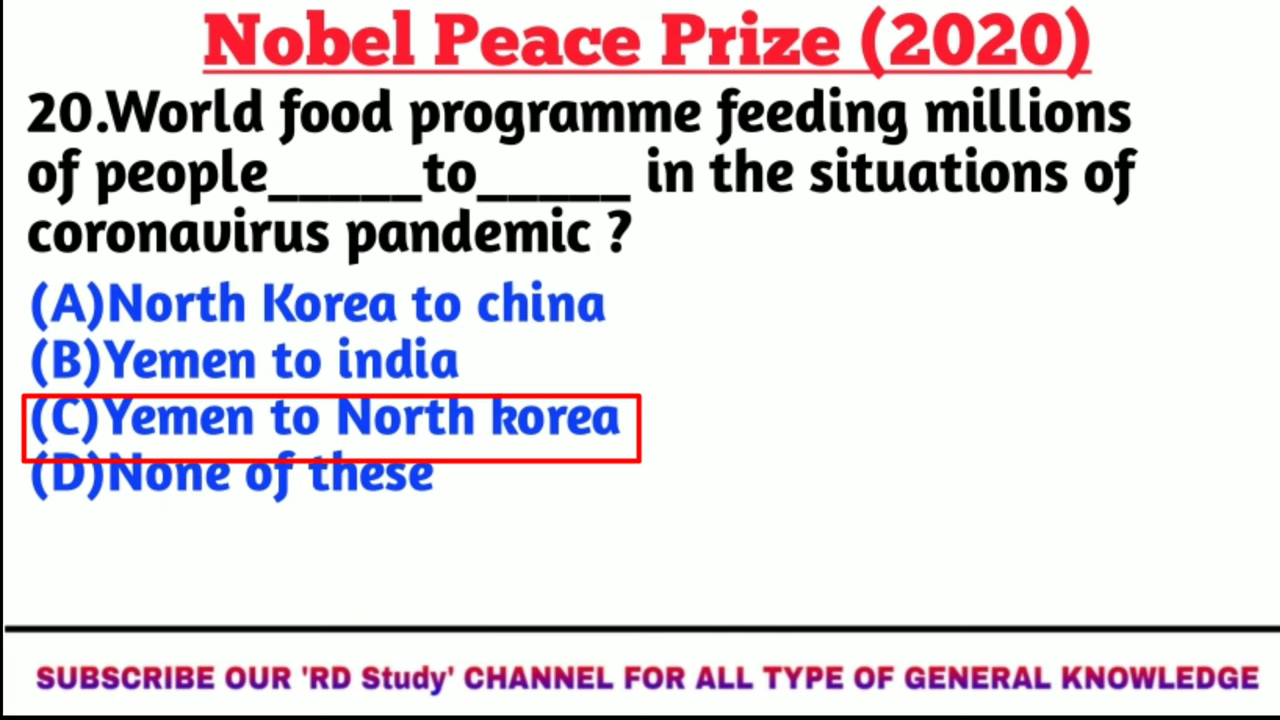 Nobel Peace Prize (2020)
20.World food programme feeding millions
of people_____to_____ in the situations of
coronavirus pandemic ?
(A)North Korea to china
(B)Yemen to india
(C)Yemen to North korea
(D)None of these
SUBSCRIBE OUR 'RD Study' CHANNEL FOR ALL TYPE OF GENERAL KNOWLEDGE